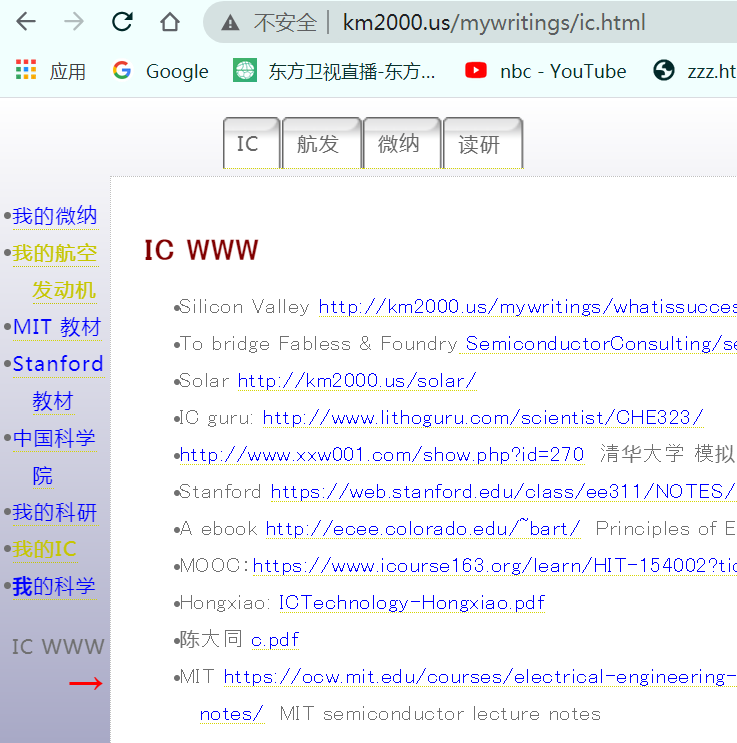 不安全 | km2000.us/mywritings/ic.html
应用 Google 东方卫视直播-东方... nbc - YouTube zzz.ht
IC 航发 微纳 读研
我的微纳
我的航空
发动机
MIT 教材
Stanford
教材
中国科学
院
我的科研
我的IC
我的科学
IC WWW
→
IC WWW
•Silicon Valley http://km2000.us/mywritings/whatissucces
•To bridge Fabless & Foundry SemiconductorConsulting/se
•Solar http://km2000.us/solar/
•IC guru: http://www.lithoguru.com/scientist/CHE323/
•http://www.xxw001.com/show.php?id=270 清华大学 模拟
•Stanford https://web.stanford.edu/class/ee311/NOTES/
•A ebook http://ecee.colorado.edu/~bart/ Principles of E
•MOOC:https://www.icourse163.org/learn/HIT-154002?tid
•Hongxiao: ICTechnology-Hongxiao.pdf
•陈大同 c.pdf
•MIT https://ocw.mit.edu/courses/electrical-engineering-
notes/ MIT semiconductor lecture notes